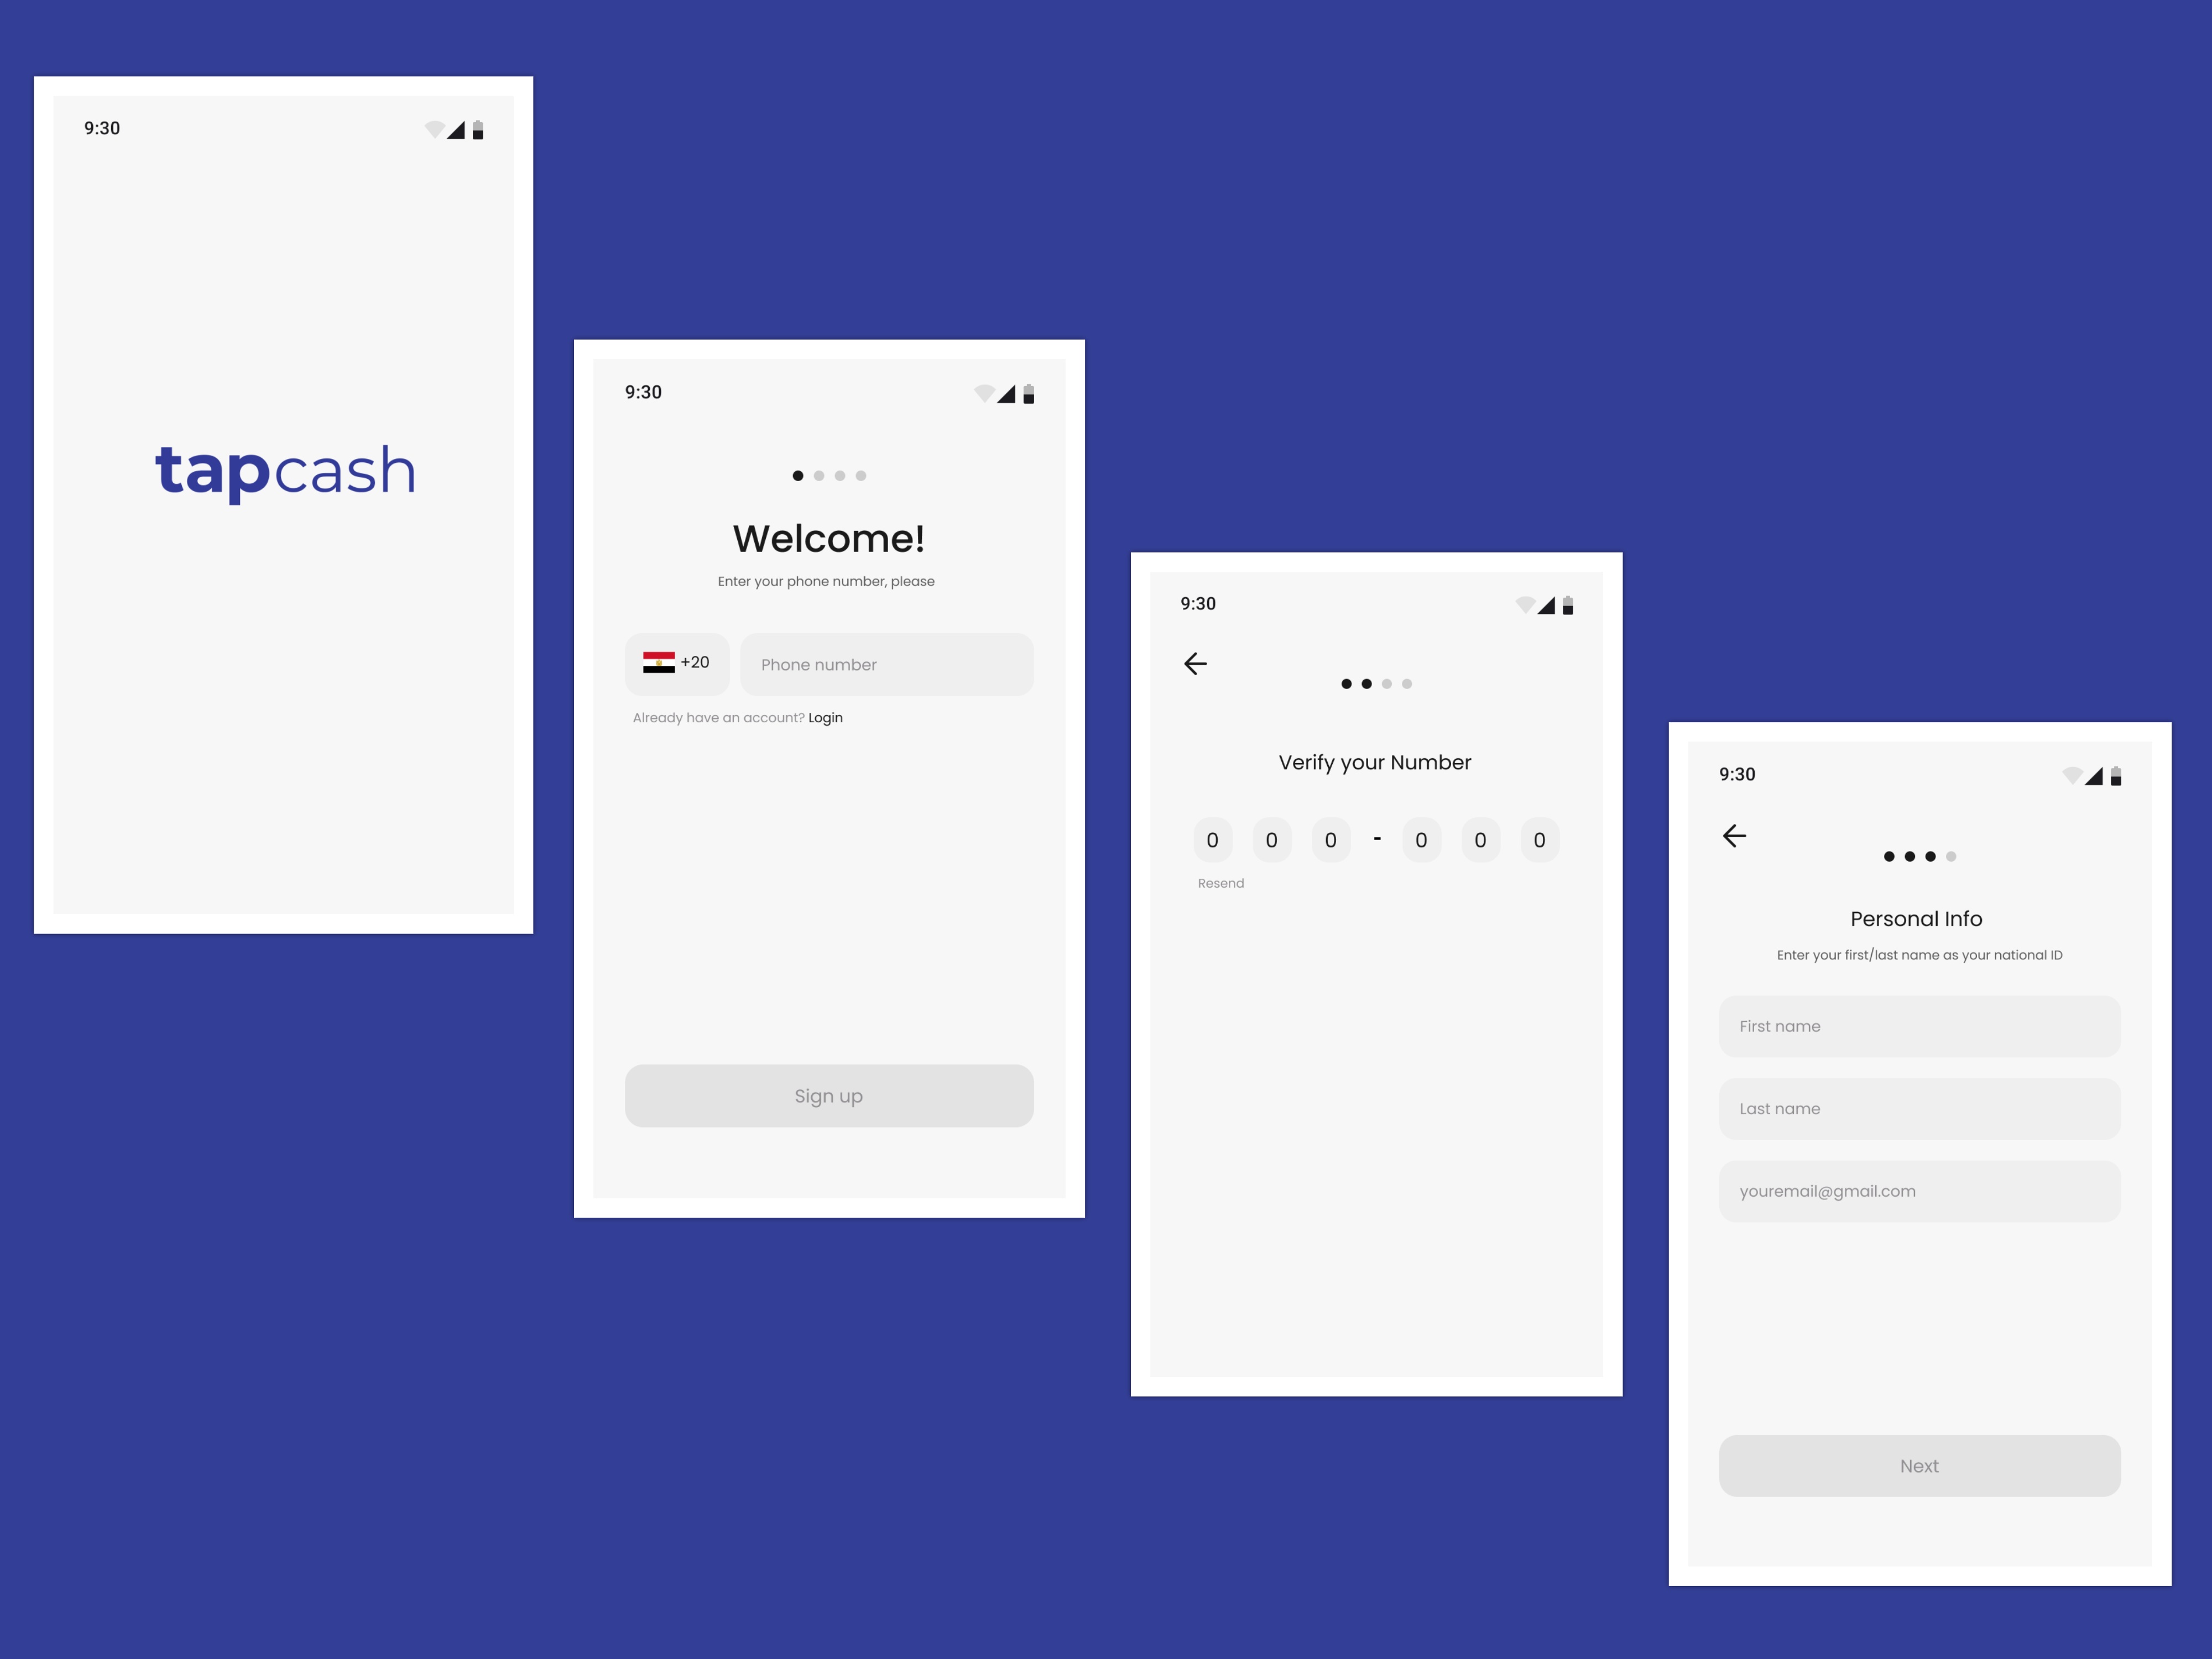 9:30
tapcash
9:30
Welcome!
Enter your phone number, please
+20
Phone number
Already have an account? Login
Sign up
9:30
Verify your Number
0 0 0 - 0 0 0
Resend
9:30
Personal Info
Enter your first/last name as your national ID
First name
Last name
youremail@gmail.com
Next